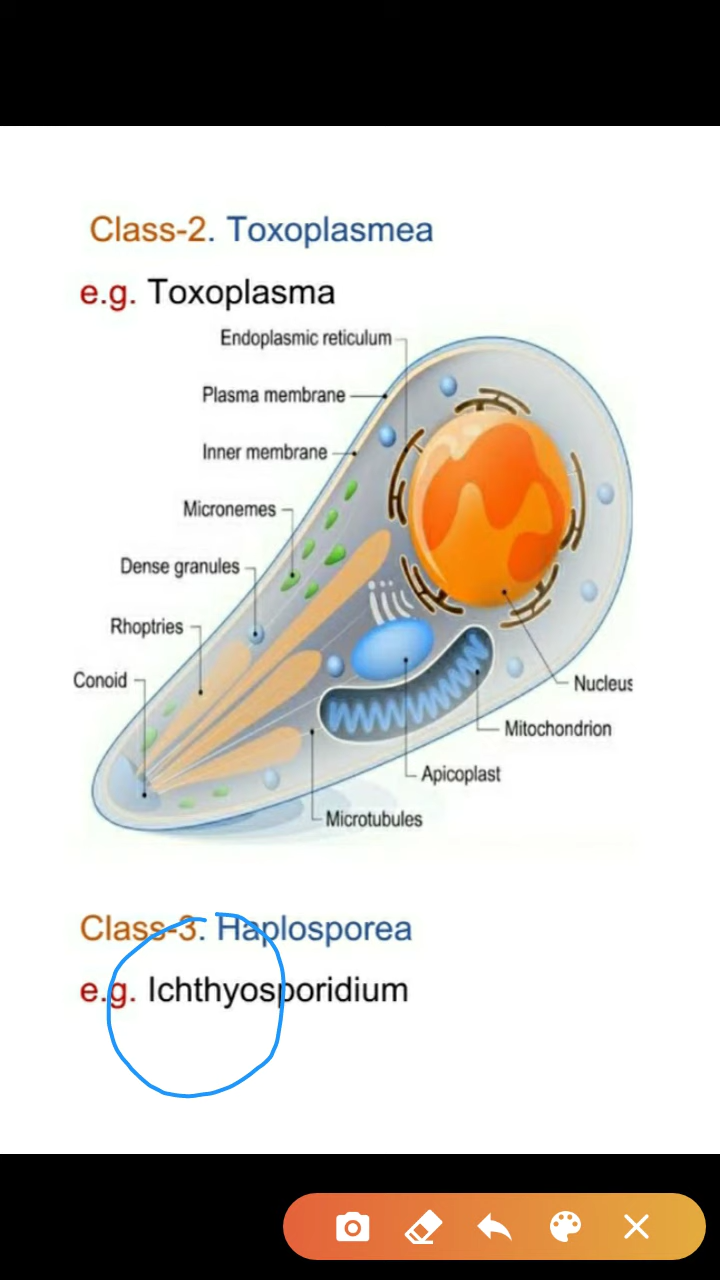 Class-2. Toxoplasmea
e.g. Toxoplasma
Endoplasmic reticulum
Plasma membrane
Inner membrane
Micronemes
Dense granules
Rhoptries
Conoid
Nucleus
Mitochondrion
Apicoplast
Microtubules
Class-3. Haplosporea
e.g. Ichthyosporidium